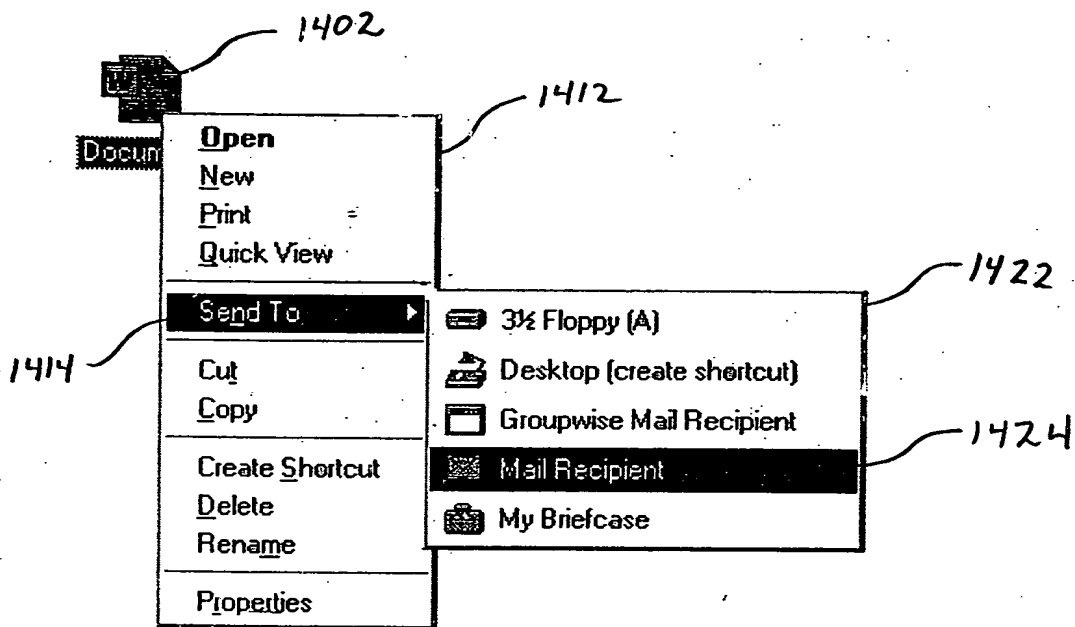 1402
W
1412
Docum
Open
New
Print
Quick View
1422
Send To
3½ Floppy (A)
1414
Desktop (create shortcut)
Cut
Copy
Groupwise Mail Recipient
1424
Mail Recipient
Create Shortcut
Delete
My Briefcase
Rename
Properties